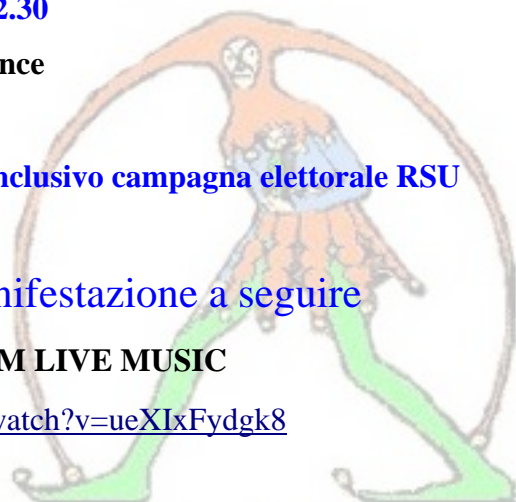 2.30
nce
nclusivo campagna elettorale RSU
nifestazione a seguire
M LIVE MUSIC
watch?v=ueXIxFydgk8